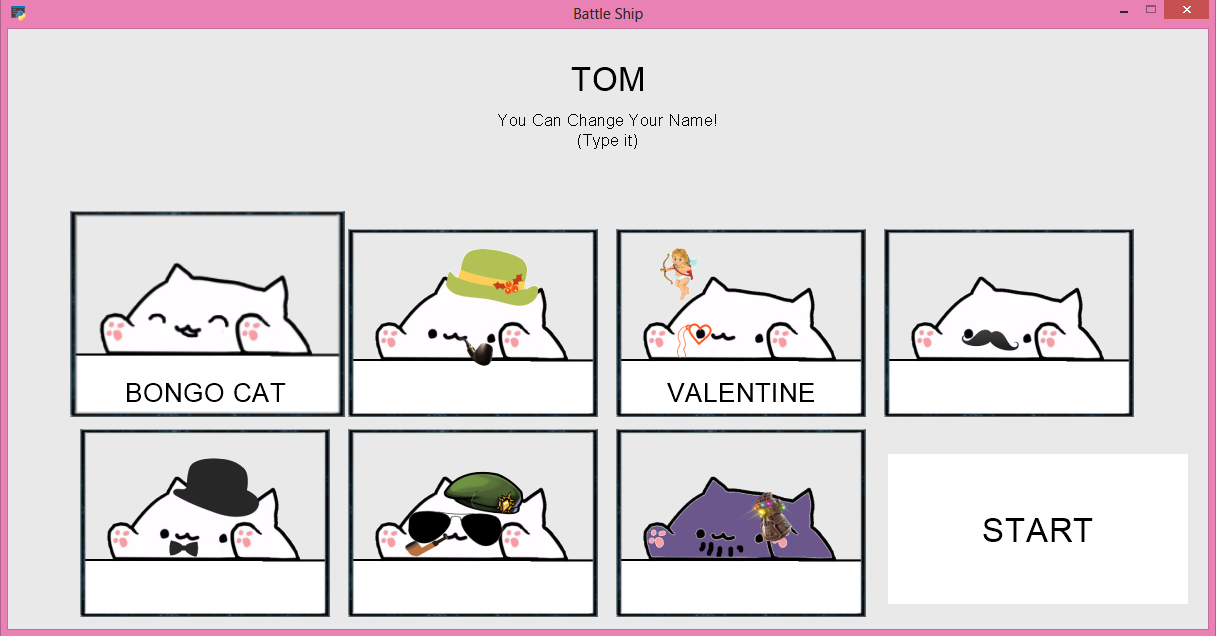 Battle Ship
TOM
You Can Change Your Name!
(Type it)
BONGO CAT
VALENTINE
START